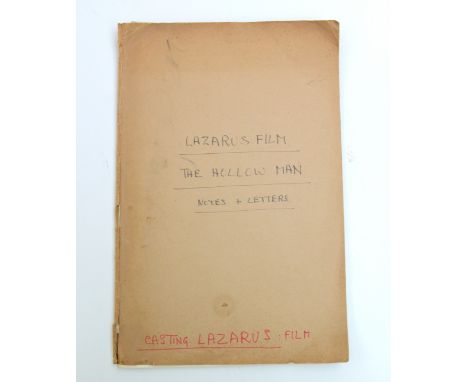 LAZARUS FILM
THE HOLLOW MAN
NOTES + LETTERS
CASTING LAZARUS : FILM